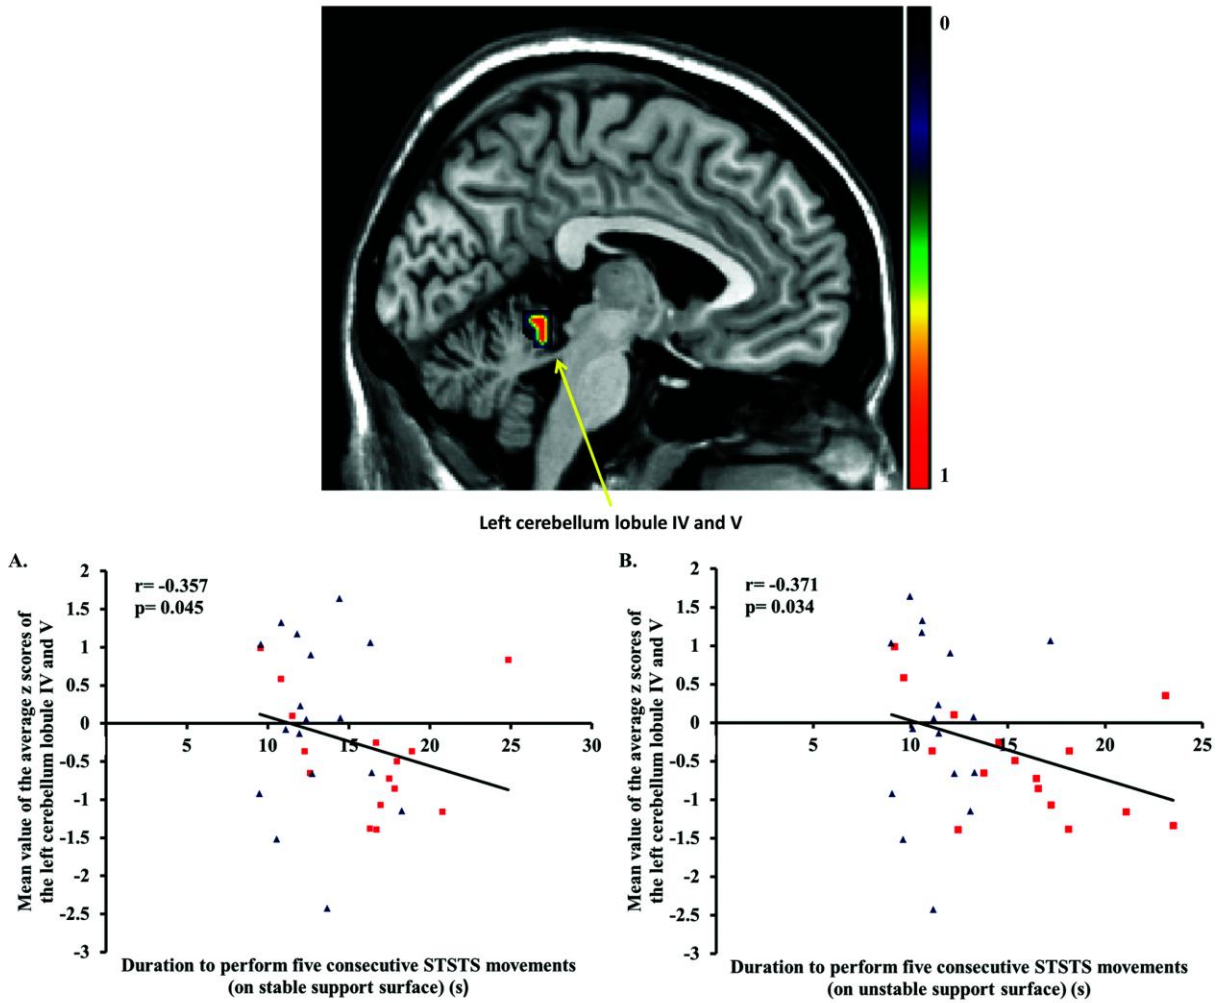 0
1
Left cerebellum lobule IV and V
A.
r= -0.357
p= 0.045
Mean value of the average z scores of
the left cerebellum lobule IV and V
2
1.5
1
0.5
0
-0.5
-1
-1.5
-2
-2.5
-3
5
10
15
20
25
30
Duration to perform five consecutive STSTS movements
(on stable support surface) (s)
B.
r= -0.371
p= 0.034
Mean value of the average z scores of
the left cerebellum lobule IV and V
2
1.5
1
0.5
0
-0.5
-1
-1.5
-2
-2.5
-3
5
10
15
20
25
Duration to perform five consecutive STSTS movements
(on unstable support surface) (s)